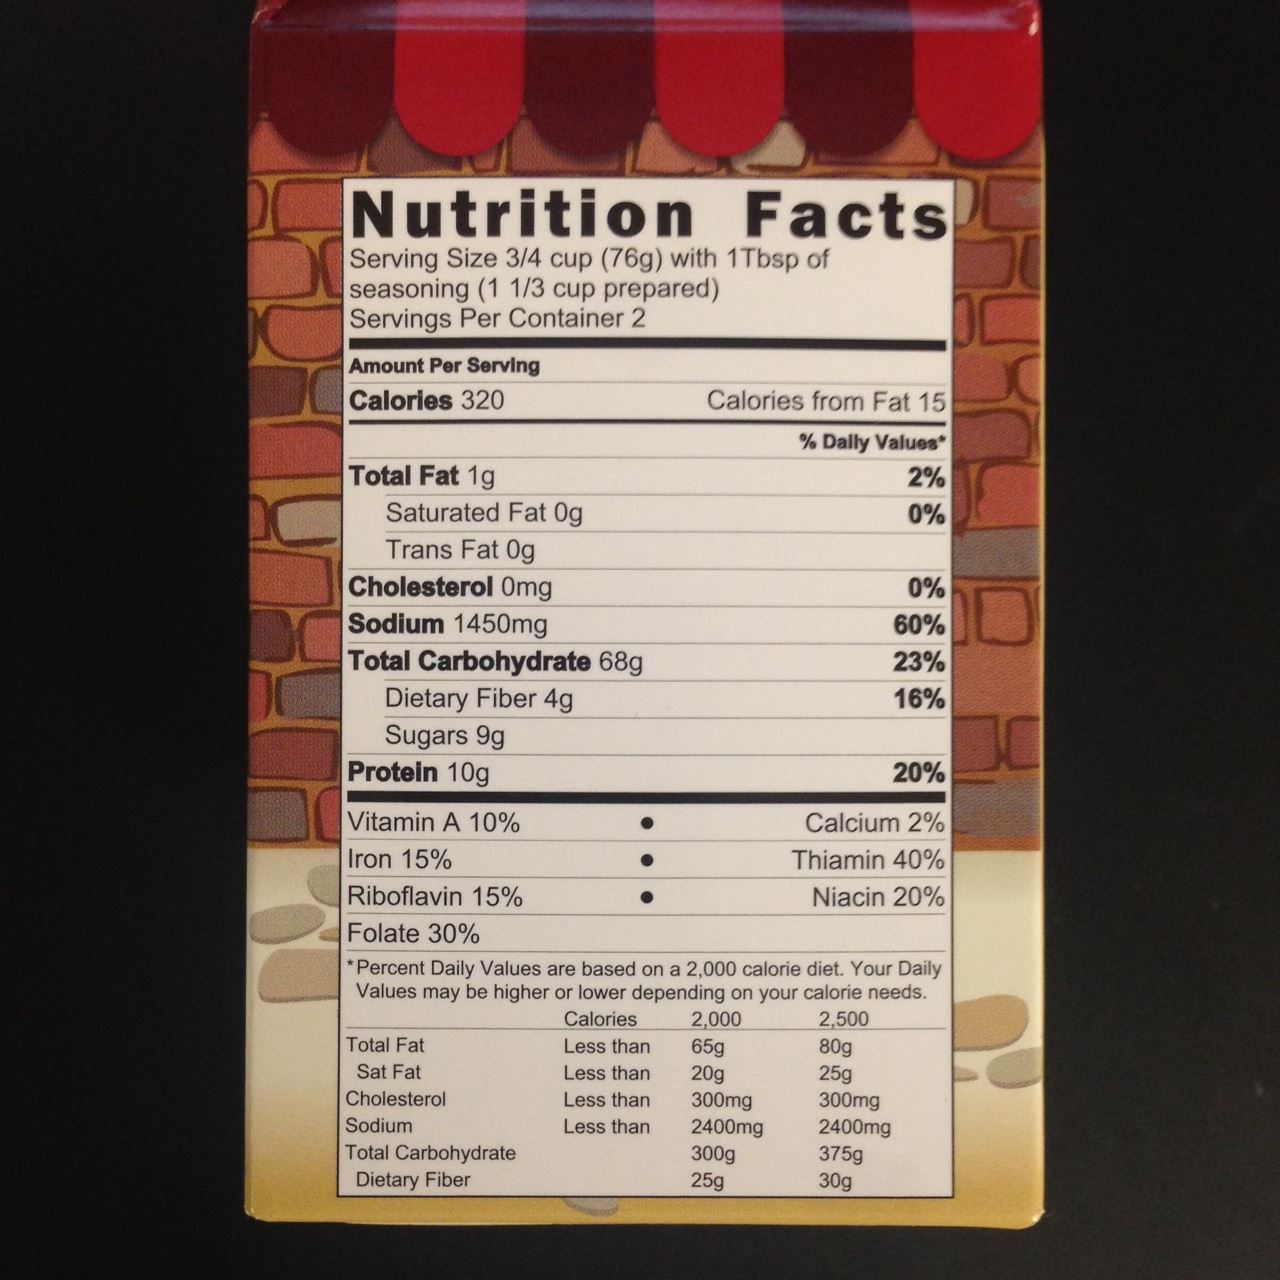 Nutrition Facts
Serving Size 3/4 cup (76g) with 1Tbsp of
seasoning (1 1/3 cup prepared)
Servings Per Container 2
Amount Per Serving
Calories 320 Calories from Fat 15
% Daily Values*
Total Fat 1g 2%
Saturated Fat 0g 0%
Trans Fat 0g
Cholesterol 0mg 0%
Sodium 1450mg 60%
Total Carbohydrate 68g 23%
Dietary Fiber 4g 16%
Sugars 9g
Protein 10g 20%
Vitamin A 10% • Calcium 2%
Iron 15% • Thiamin 40%
Riboflavin 15% • Niacin 20%
Folate 30%
*Percent Daily Values are based on a 2,000 calorie diet. Your Daily
Values may be higher or lower depending on your calorie needs.
Calories 2,000 2,500
Total Fat Less than 65g 80g
Sat Fat Less than 20g 25g
Cholesterol Less than 300mg 300mg
Sodium Less than 2400mg 2400mg
Total Carbohydrate 300g 375g
Dietary Fiber 25g 30g